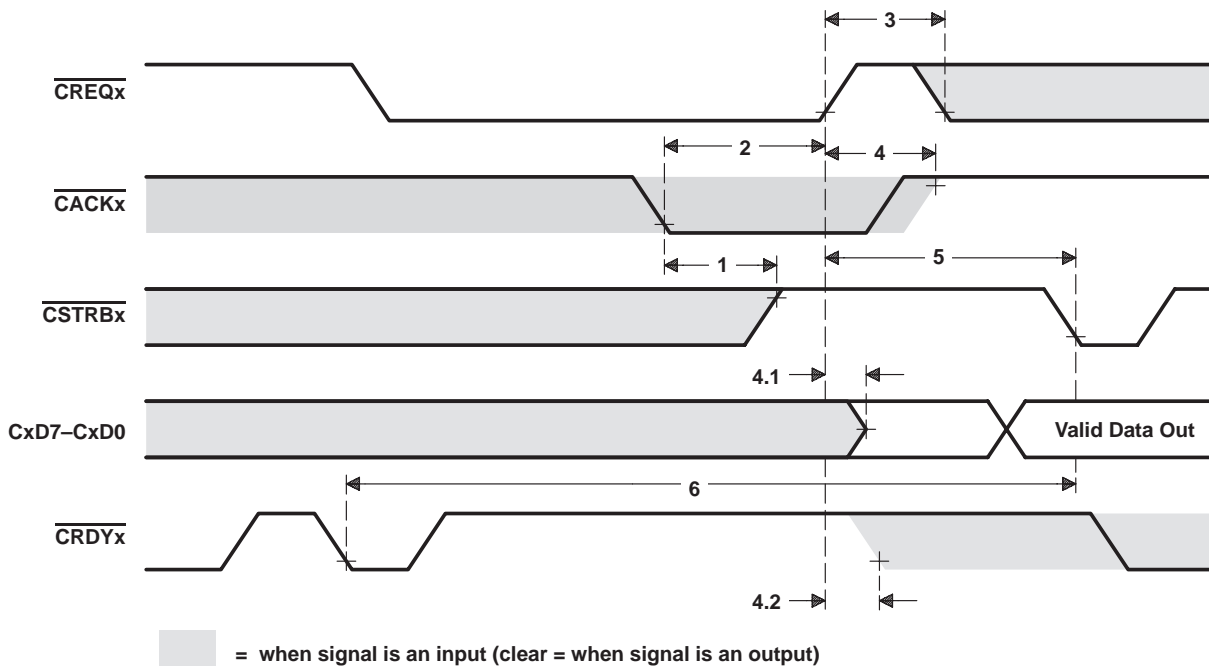 3
CREQx
2
4
CACKx
1
5
CSTRBx
4.1
CxD7–CxD0
Valid Data Out
6
CRDYx
4.2
= when signal is an input (clear = when signal is an output)